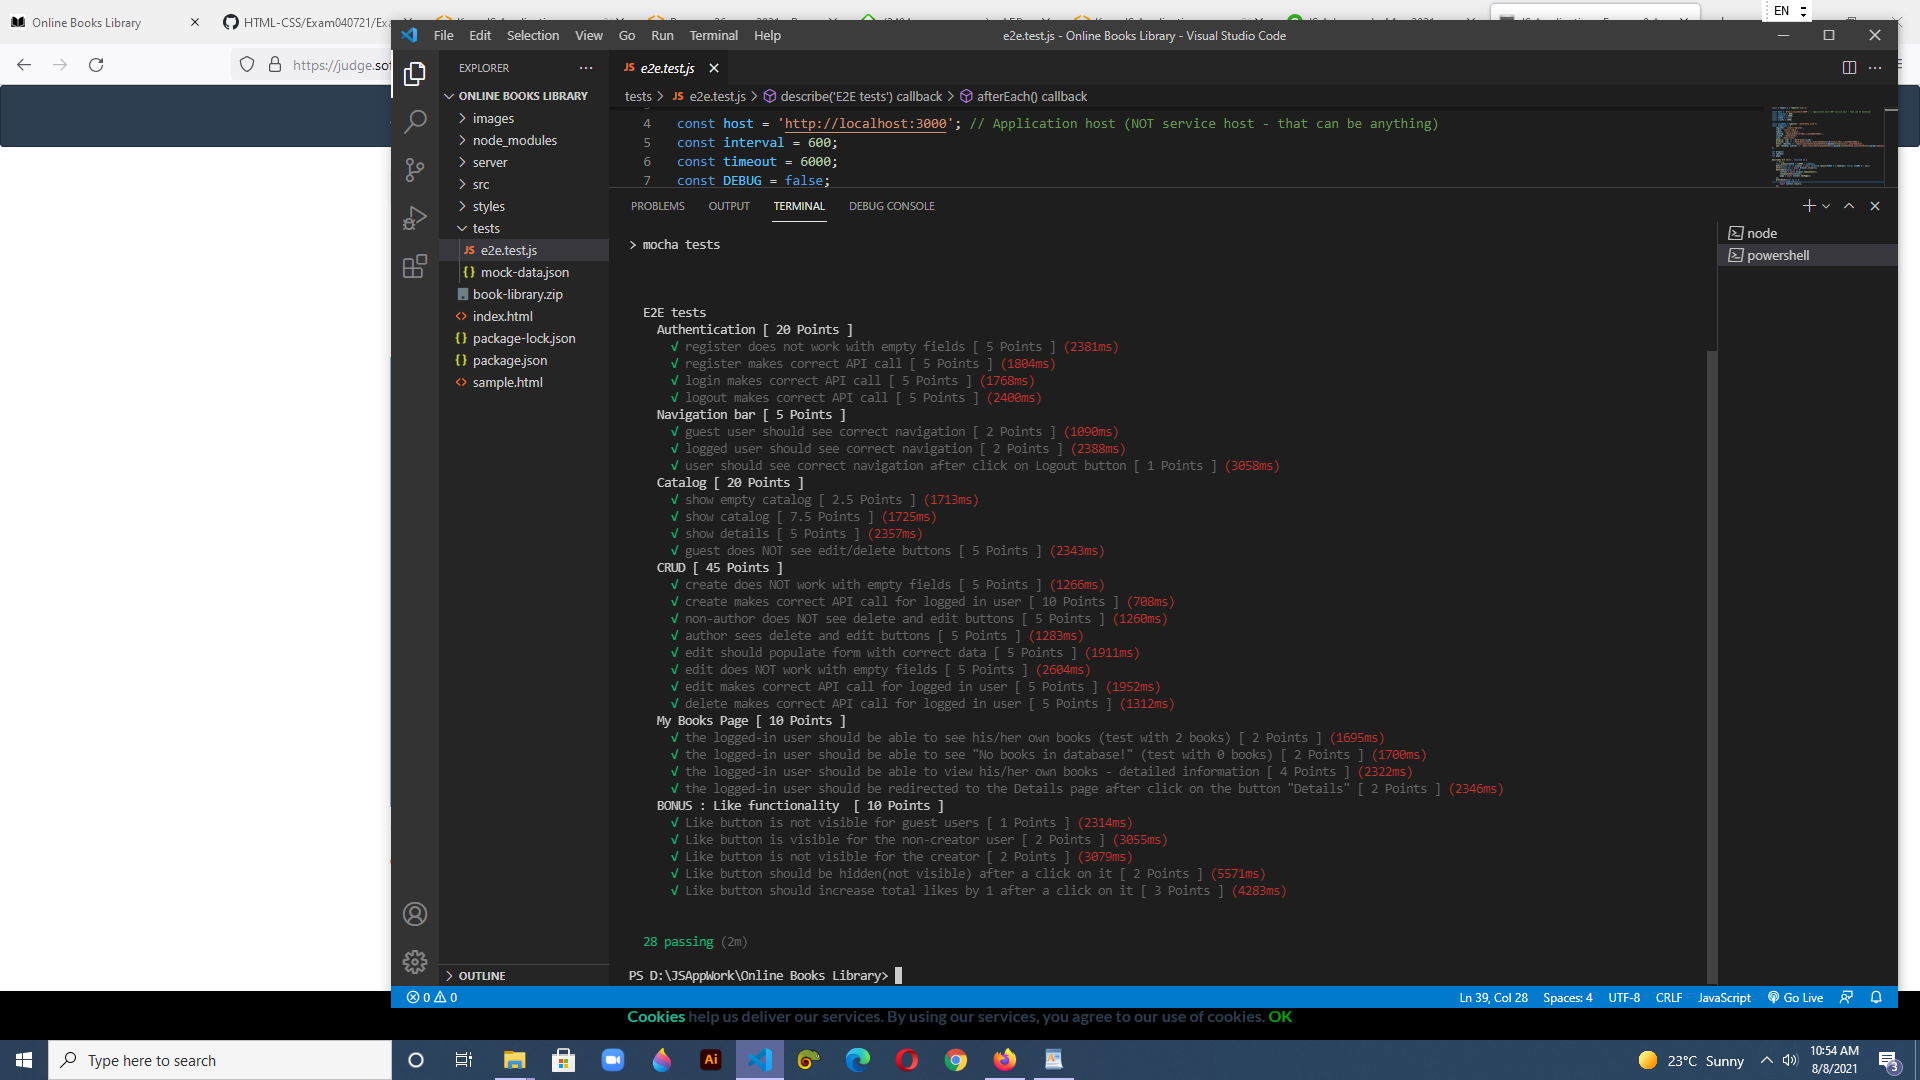 Online Books Library
HTML-CSS/Exam040721/Exa
https://judge.sof
EN
File Edit Selection View Go Run Terminal Help
e2e.test.js - Online Books Library - Visual Studio Code
EXPLORER
ONLINE BOOKS LIBRARY
images
node_modules
server
src
styles
tests
JS e2e.test.js
{} mock-data.json
book-library.zip
<> index.html
{} package-lock.json
{} package.json
<> sample.html
OUTLINE
JS e2e.test.js
tests > JS e2e.test.js > describe('E2E tests') callback > afterEach() callback
4 const host = 'http://localhost:3000'; // Application host (NOT service host - that can be anything)
5 const interval = 600;
6 const timeout = 6000;
7 const DEBUG = false;
PROBLEMS OUTPUT TERMINAL DEBUG CONSOLE
node
powershell
> mocha tests
E2E tests
Authentication [ 20 Points ]
√ register does not work with empty fields [ 5 Points ] (2381ms)
√ register makes correct API call [ 5 Points ] (1804ms)
√ login makes correct API call [ 5 Points ] (1768ms)
√ logout makes correct API call [ 5 Points ] (2400ms)
Navigation bar [ 5 Points ]
√ guest user should see correct navigation [ 2 Points ] (1090ms)
√ logged user should see correct navigation [ 2 Points ] (2388ms)
√ user should see correct navigation after click on Logout button [ 1 Points ] (3058ms)
Catalog [ 20 Points ]
√ show empty catalog [ 2.5 Points ] (1713ms)
√ show catalog [ 7.5 Points ] (1725ms)
√ show details [ 5 Points ] (2357ms)
√ guest does NOT see edit/delete buttons [ 5 Points ] (2343ms)
CRUD [ 45 Points ]
√ create does NOT work with empty fields [ 5 Points ] (1266ms)
√ create makes correct API call for logged in user [ 10 Points ] (708ms)
√ non-author does NOT see delete and edit buttons [ 5 Points ] (1260ms)
√ author sees delete and edit buttons [ 5 Points ] (1283ms)
√ edit should populate form with correct data [ 5 Points ] (1911ms)
√ edit does NOT work with empty fields [ 5 Points ] (2604ms)
√ edit makes correct API call for logged in user [ 5 Points ] (1952ms)
√ delete makes correct API call for logged in user [ 5 Points ] (1312ms)
My Books Page [ 10 Points ]
√ the logged-in user should be able to see his/her own books (test with 2 books) [ 2 Points ] (1695ms)
√ the logged-in user should be able to see "No books in database!" (test with 0 books) [ 2 Points ] (1700ms)
√ the logged-in user should be able to view his/her own books - detailed information [ 4 Points ] (2322ms)
√ the logged-in user should be redirected to the Details page after click on the button "Details" [ 2 Points ] (2346ms)
BONUS : Like functionality  [ 10 Points ]
√ Like button is not visible for guest users [ 1 Points ] (2314ms)
√ Like button is visible for the non-creator user [ 2 Points ] (3055ms)
√ Like button is not visible for the creator [ 2 Points ] (3079ms)
√ Like button should be hidden(not visible) after a click on it [ 2 Points ] (5571ms)
√ Like button should increase total likes by 1 after a click on it [ 3 Points ] (4283ms)
28 passing (2m)
PS D:\JSAppWork\Online Books Library>
0 0
Ln 39, Col 28 Spaces: 4 UTF-8 CRLF JavaScript Go Live
Cookies help us deliver our services. By using our services, you agree to our use of cookies. OK
Type here to search
Ai
23°C Sunny
10:54 AM
8/8/2021
3